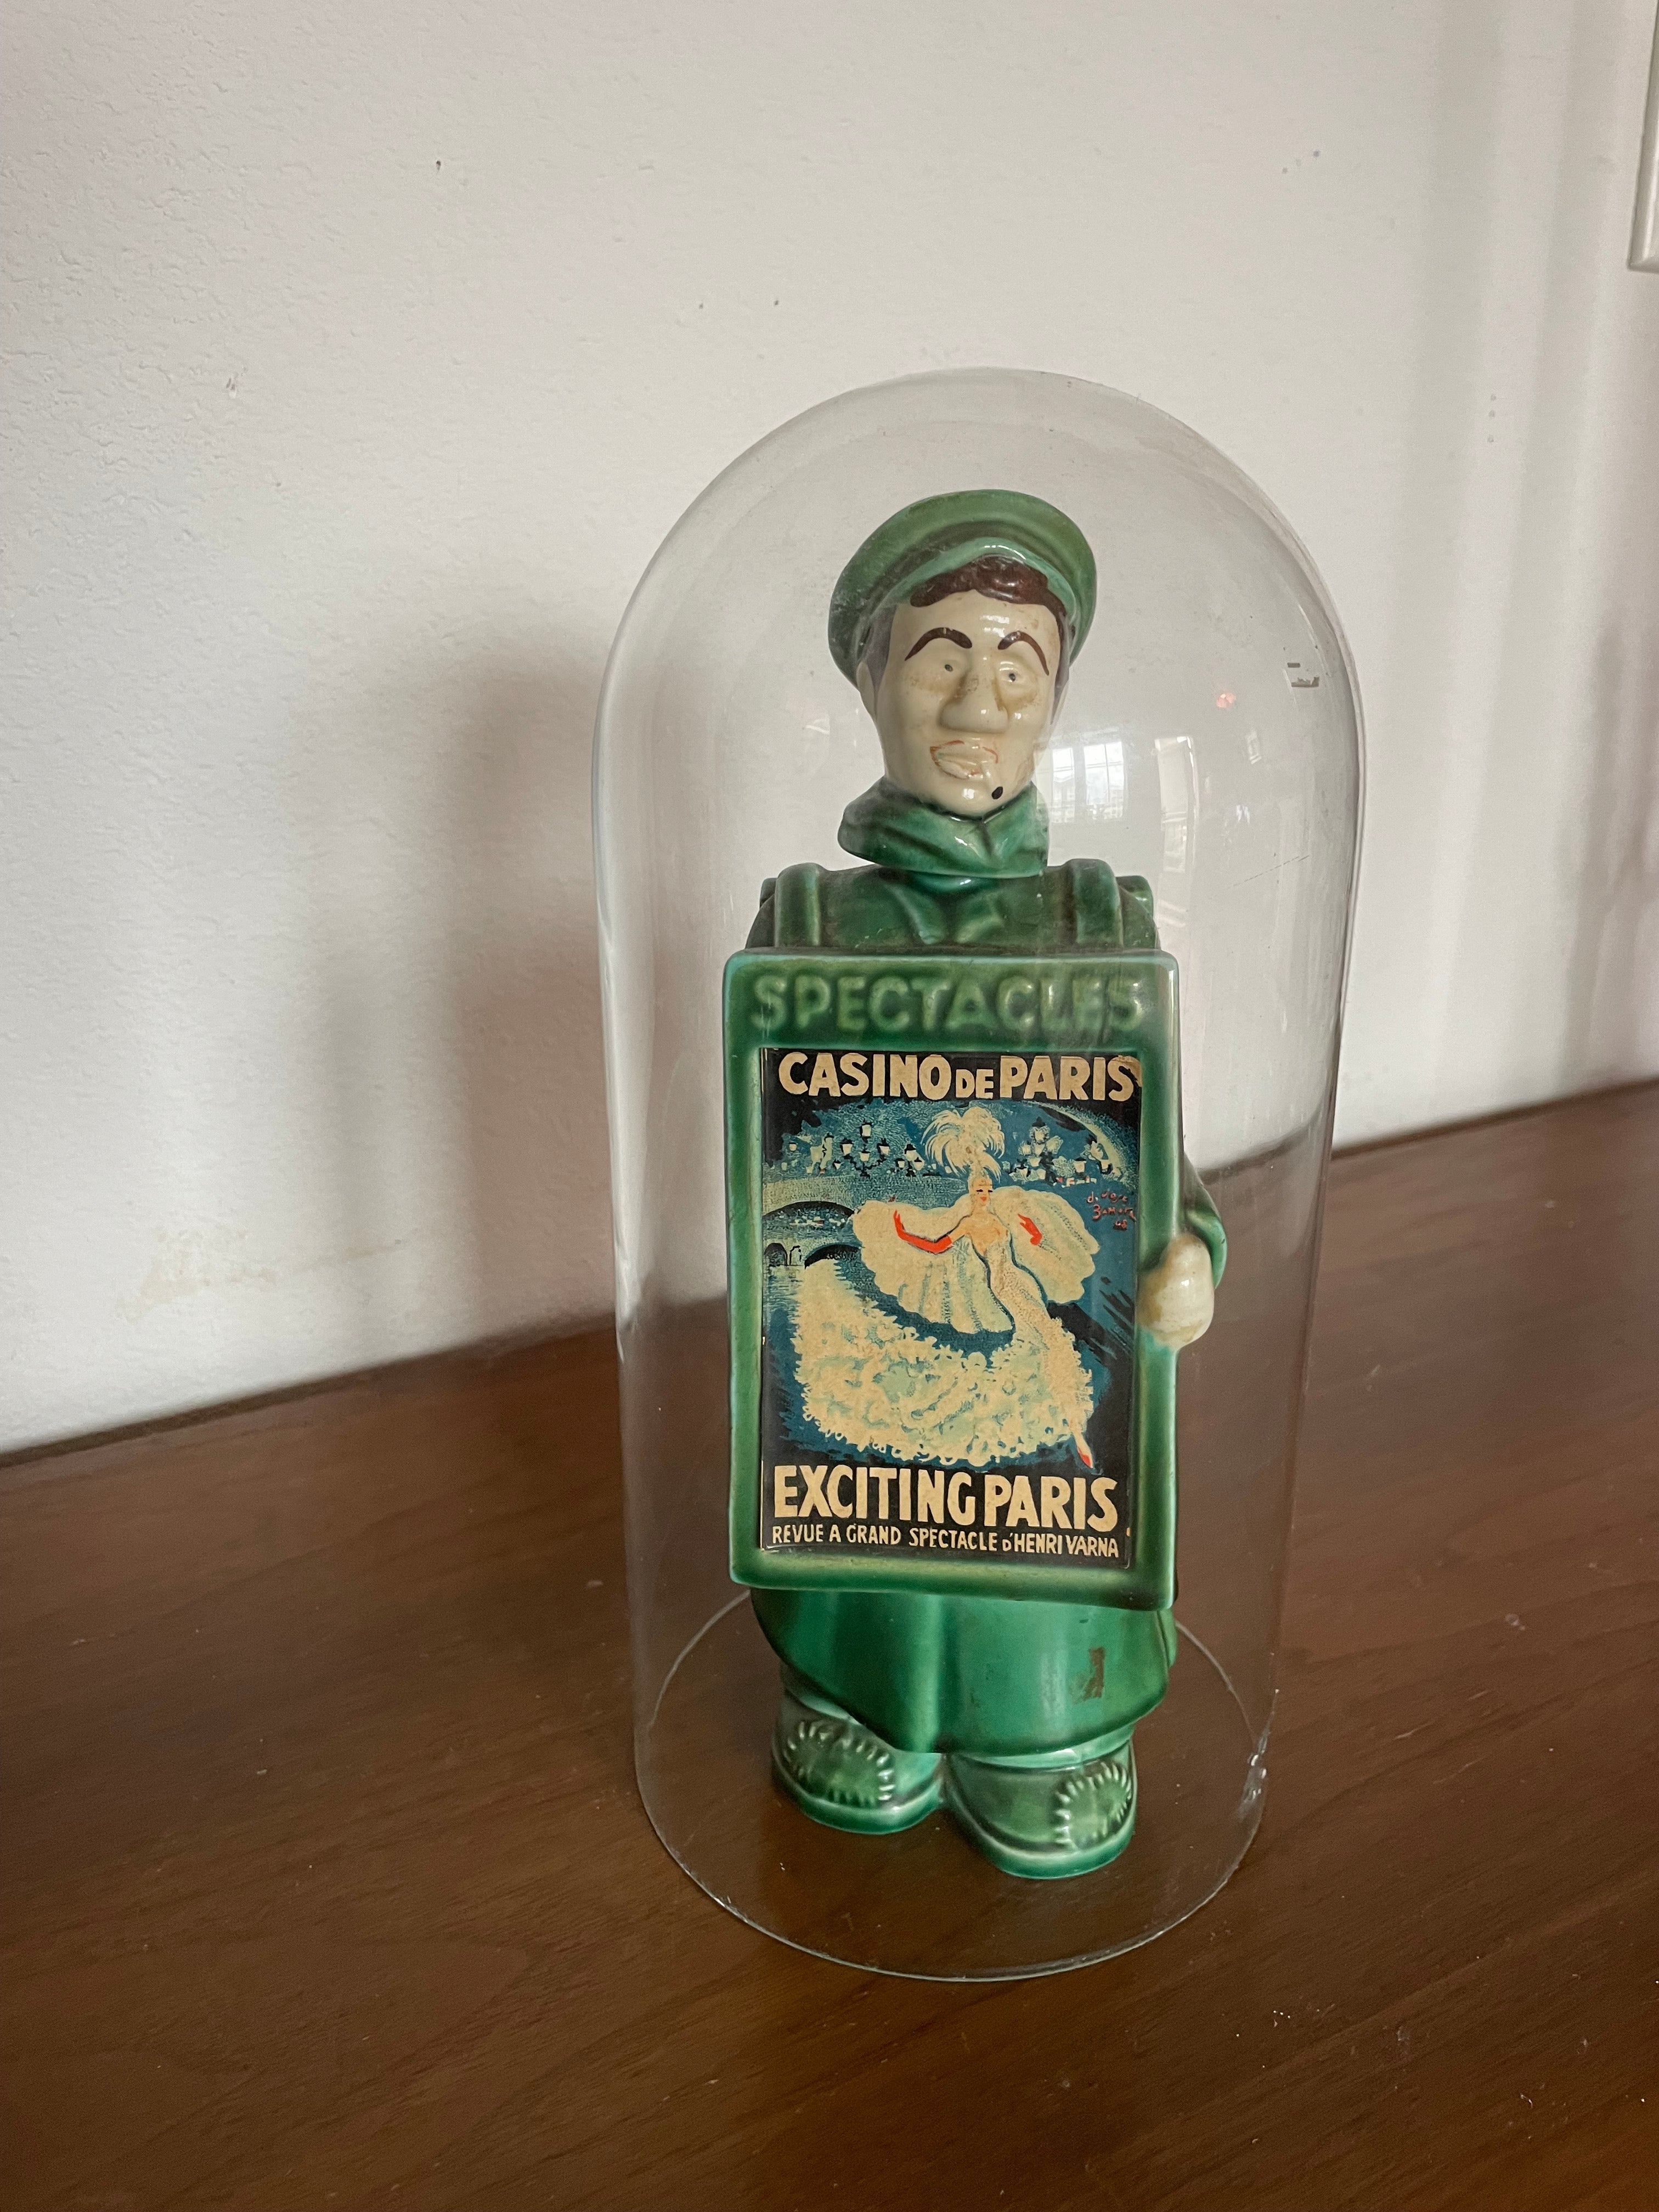 SPECTACLES
CASINO DE PARIS
EXCITING PARIS
REVUE A GRAND SPECTACLE D'HENRI VARNA